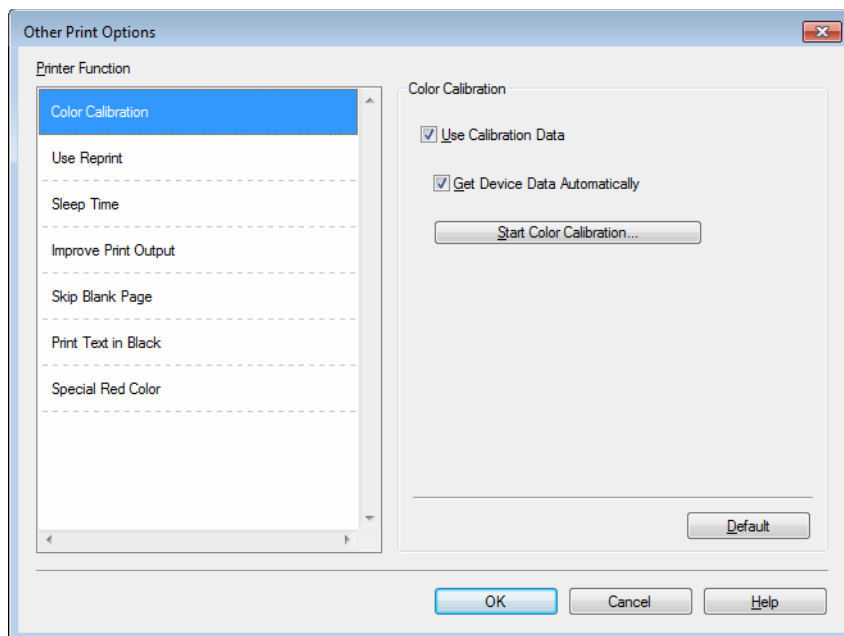 Other Print Options
Printer Function
Color Calibration
Use Reprint
Sleep Time
Improve Print Output
Skip Blank Page
Print Text in Black
Special Red Color
Color Calibration
Use Calibration Data
Get Device Data Automatically
Start Color Calibration...
Default
OK
Cancel
Help